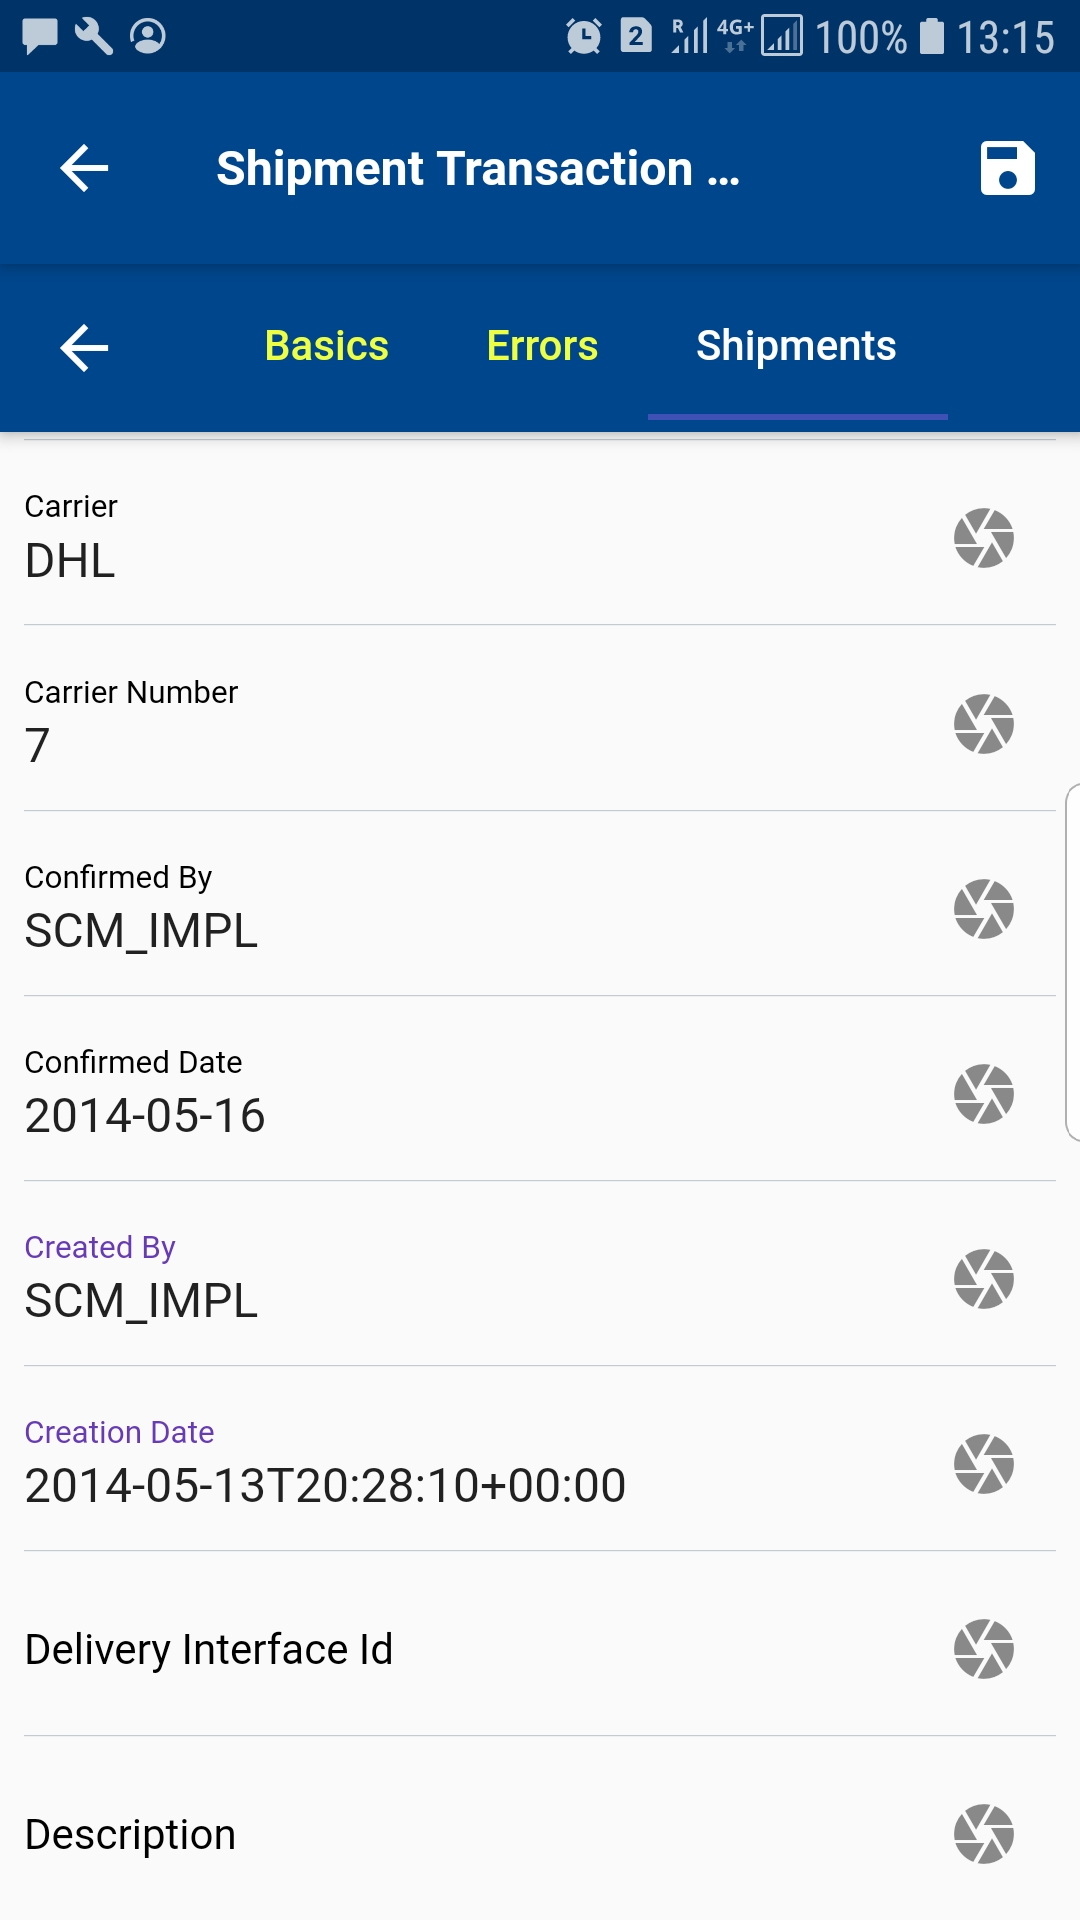 2 R 4G+ 100% 13:15
Shipment Transaction ...
Basics Errors Shipments
Carrier
DHL
Carrier Number
7
Confirmed By
SCM_IMPL
Confirmed Date
2014-05-16
Created By
SCM_IMPL
Creation Date
2014-05-13T20:28:10+00:00
Delivery Interface Id
Description